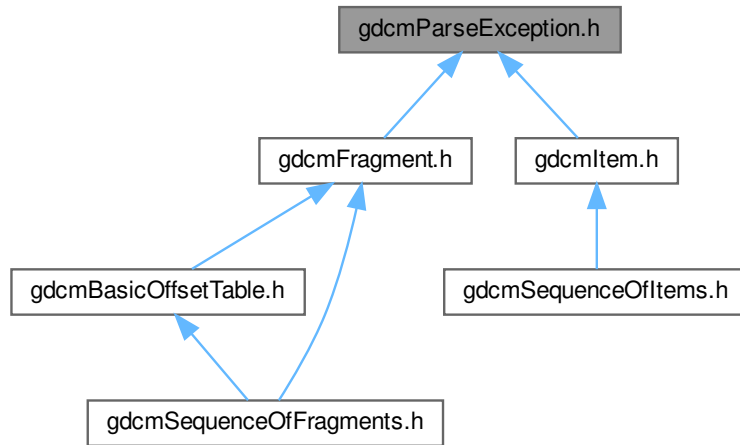 gdcmParseException.h
gdcmFragment.h
gdcmItem.h
gdcmBasicOffsetTable.h
gdcmSequenceOfItems.h
gdcmSequenceOfFragments.h